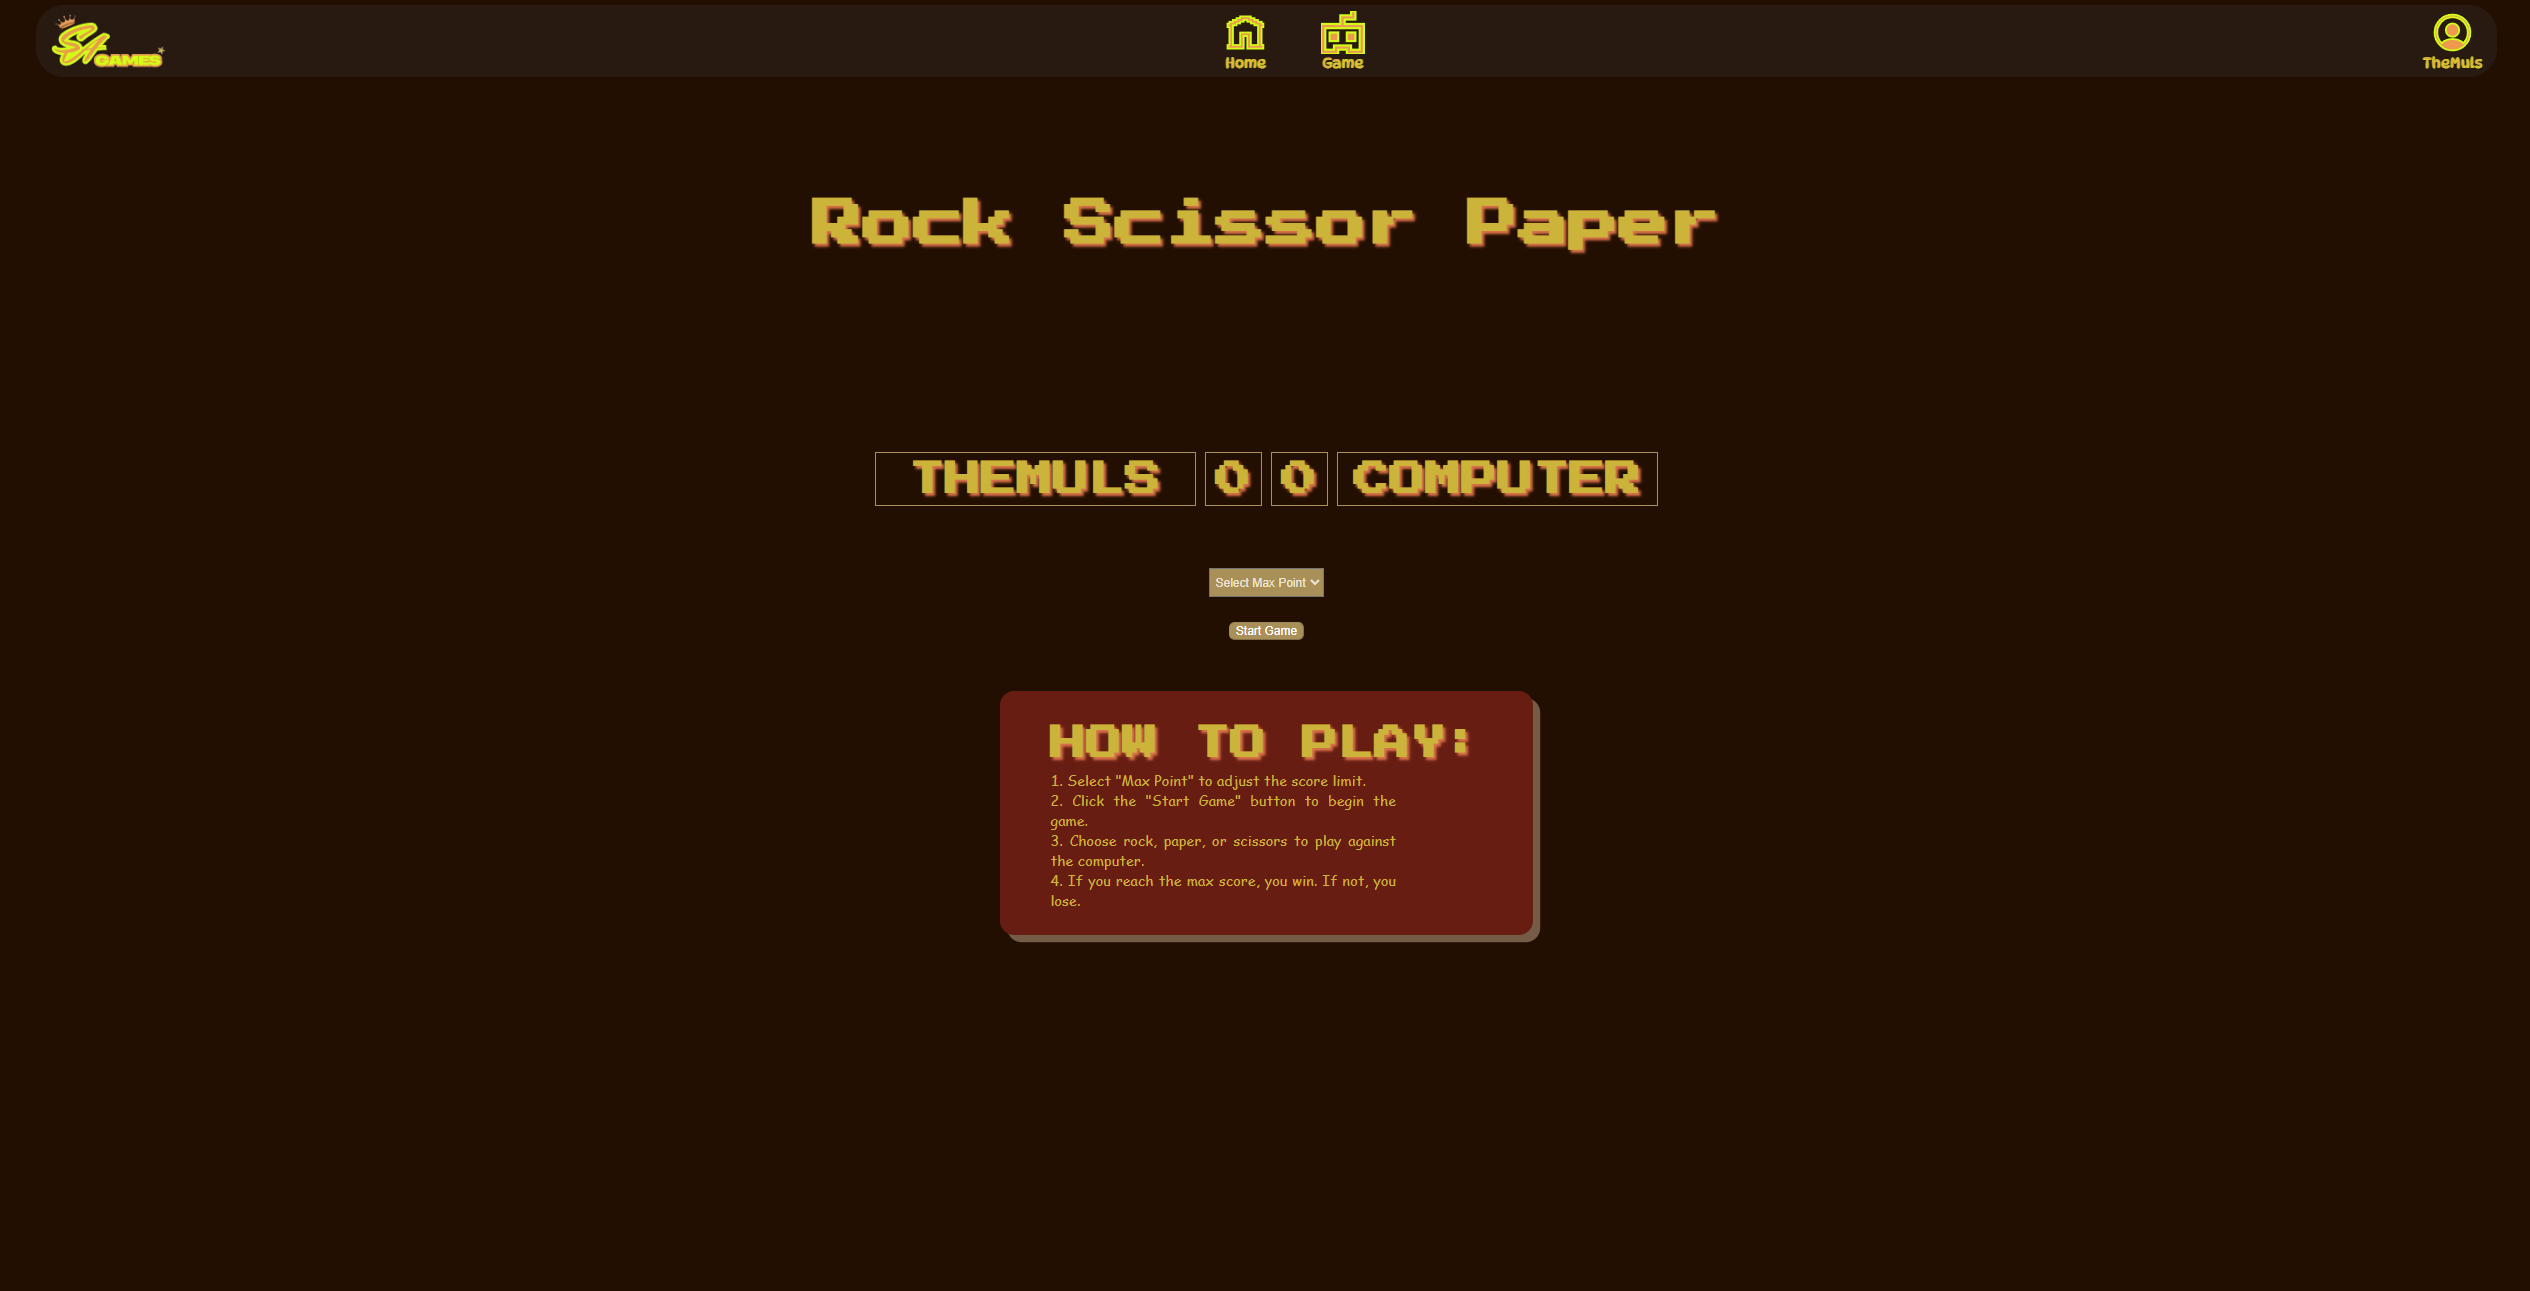 SA GAMES
Home
Game
TheMuls
Rock Scissor Paper
THEMULS 0 0 COMPUTER
Select Max Point
Start Game
HOW TO PLAY:
1. Select "Max Point" to adjust the score limit.
2. Click the "Start Game" button to begin the
game.
3. Choose rock, paper, or scissors to play against
the computer.
4. If you reach the max score, you win. If not, you
lose.